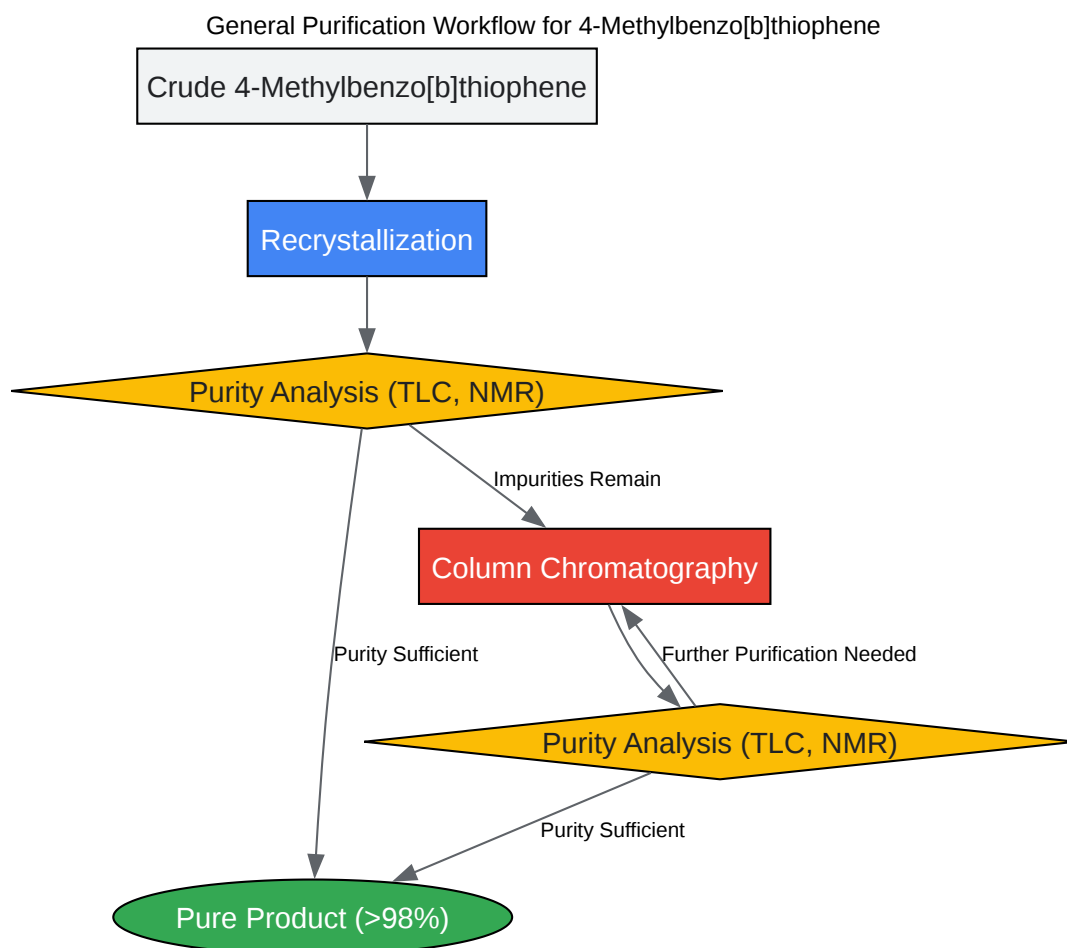 General Purification Workflow for 4-Methylbenzo[b]thiophene
Crude 4-Methylbenzo[b]thiophene
Recrystallization
Purity Analysis (TLC, NMR)
Impurities Remain
Column Chromatography
Purity Sufficient
Further Purification Needed
Purity Analysis (TLC, NMR)
Purity Sufficient
Pure Product (>98%)